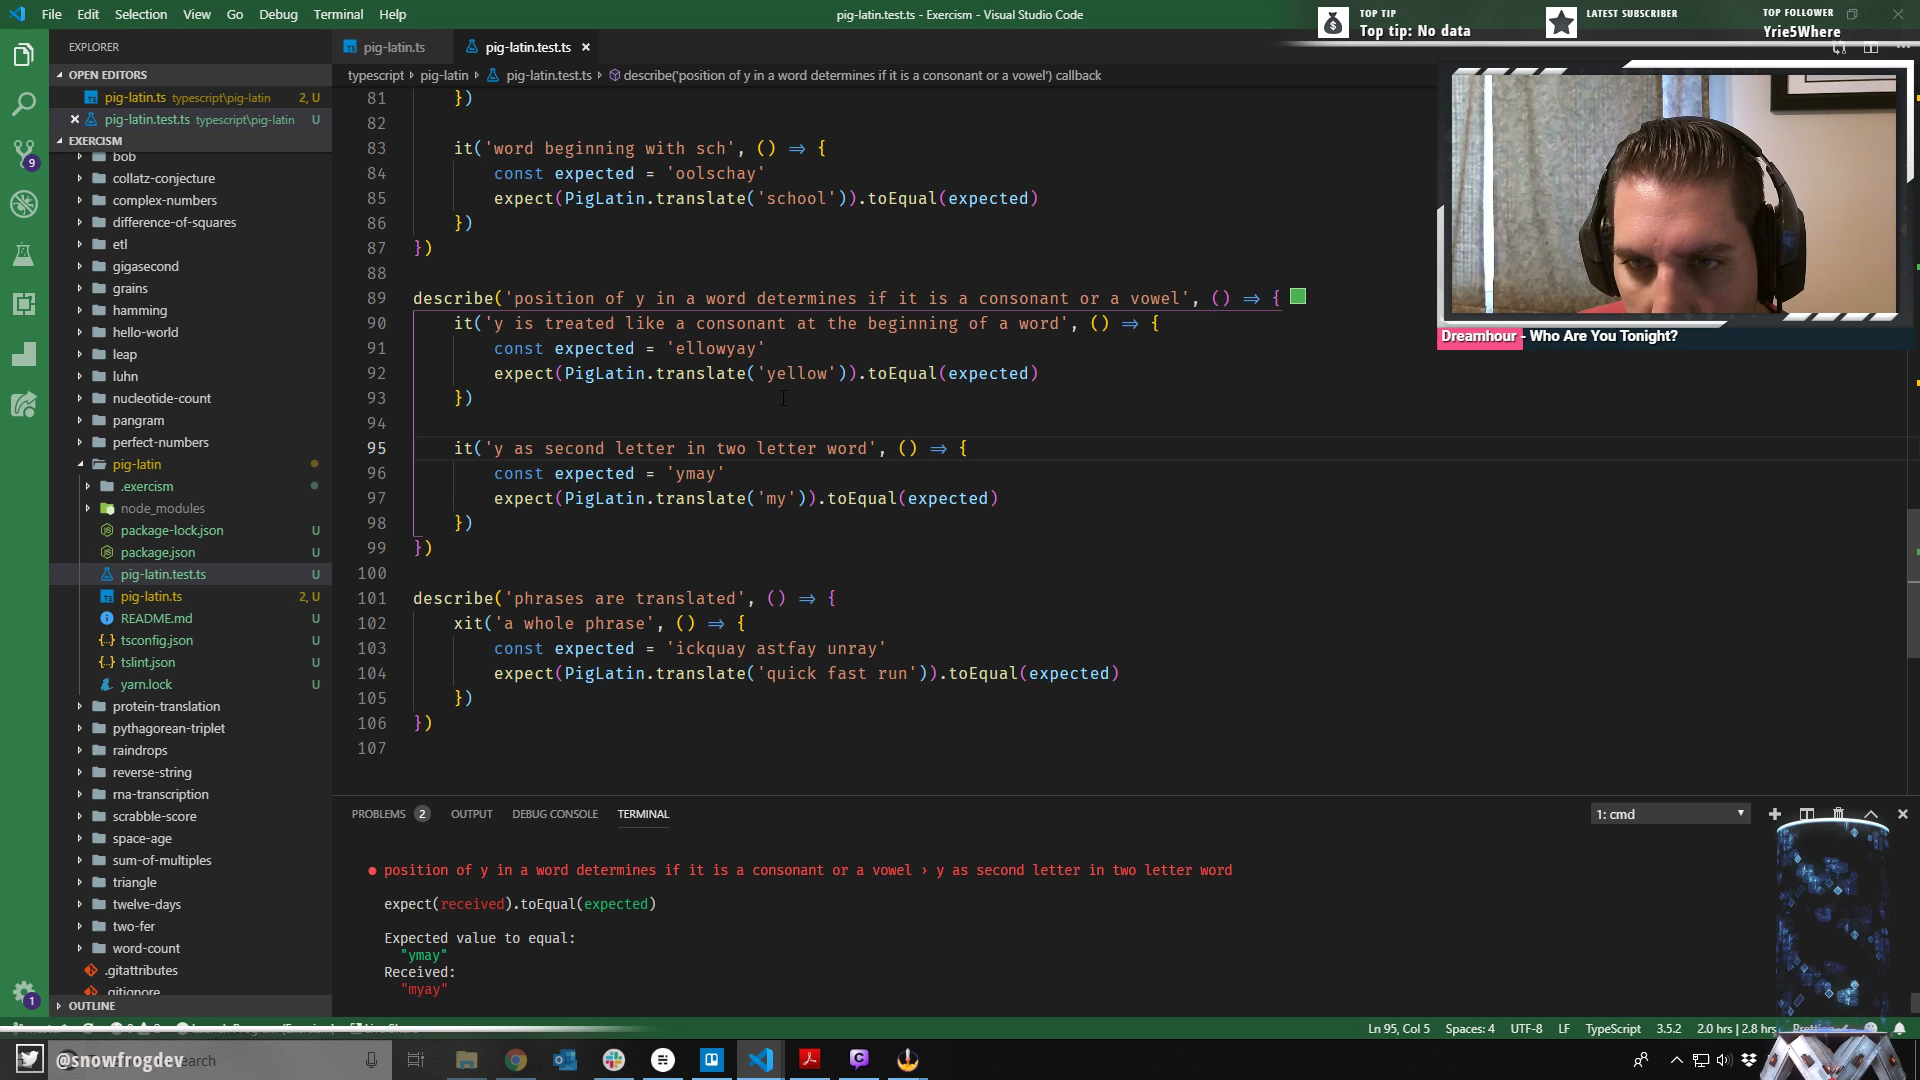 File Edit Selection View Go Debug Terminal Help
pig-latin.test.ts - Exercism - Visual Studio Code
TOP TIP
Top tip: No data
LATEST SUBSCRIBER
TOP FOLLOWER
Yrie5Where
EXPLORER
pig-latin.ts
pig-latin.test.ts
OPEN EDITORS
pig-latin.ts typescript\pig-latin 2, U
pig-latin.test.ts typescript\pig-latin U
EXERCISM
bob
collatz-conjecture
complex-numbers
difference-of-squares
etl
gigasecond
grains
hamming
hello-world
leap
luhn
nucleotide-count
pangram
perfect-numbers
pig-latin
.exercism
node_modules
package-lock.json U
package.json U
pig-latin.test.ts U
pig-latin.ts 2, U
README.md U
tsconfig.json U
tslint.json U
yarn.lock U
protein-translation
pythagorean-triplet
raindrops
reverse-string
rna-transcription
scrabble-score
space-age
sum-of-multiples
triangle
twelve-days
two-fer
word-count
.gitattributes
.gitignore
OUTLINE
9
1
typescript pig-latin pig-latin.test.ts describe('position of y in a word determines if it is a consonant or a vowel') callback
81 })
82
83 it('word beginning with sch', () => {
84 const expected = 'oolschay'
85 expect(PigLatin.translate('school')).toEqual(expected)
86 })
87 })
88
89 describe('position of y in a word determines if it is a consonant or a vowel', () => {
90 it('y is treated like a consonant at the beginning of a word', () => {
91 const expected = 'ellowyay'
92 expect(PigLatin.translate('yellow')).toEqual(expected)
93 })
94
95 it('y as second letter in two letter word', () => {
96 const expected = 'ymay'
97 expect(PigLatin.translate('my')).toEqual(expected)
98 })
99 })
100
101 describe('phrases are translated', () => {
102 xit('a whole phrase', () => {
103 const expected = 'ickquay astfay unray'
104 expect(PigLatin.translate('quick fast run')).toEqual(expected)
105 })
106 })
107
Dreamhour - Who Are You Tonight?
PROBLEMS 2 OUTPUT DEBUG CONSOLE TERMINAL
1: cmd
● position of y in a word determines if it is a consonant or a vowel › y as second letter in two letter word
expect(received).toEqual(expected)
Expected value to equal:
"ymay"
Received:
"myay"
Ln 95, Col 5 Spaces: 4 UTF-8 LF TypeScript 3.5.2 2.0 hrs | 2.8 hrs
@snowfrogdev